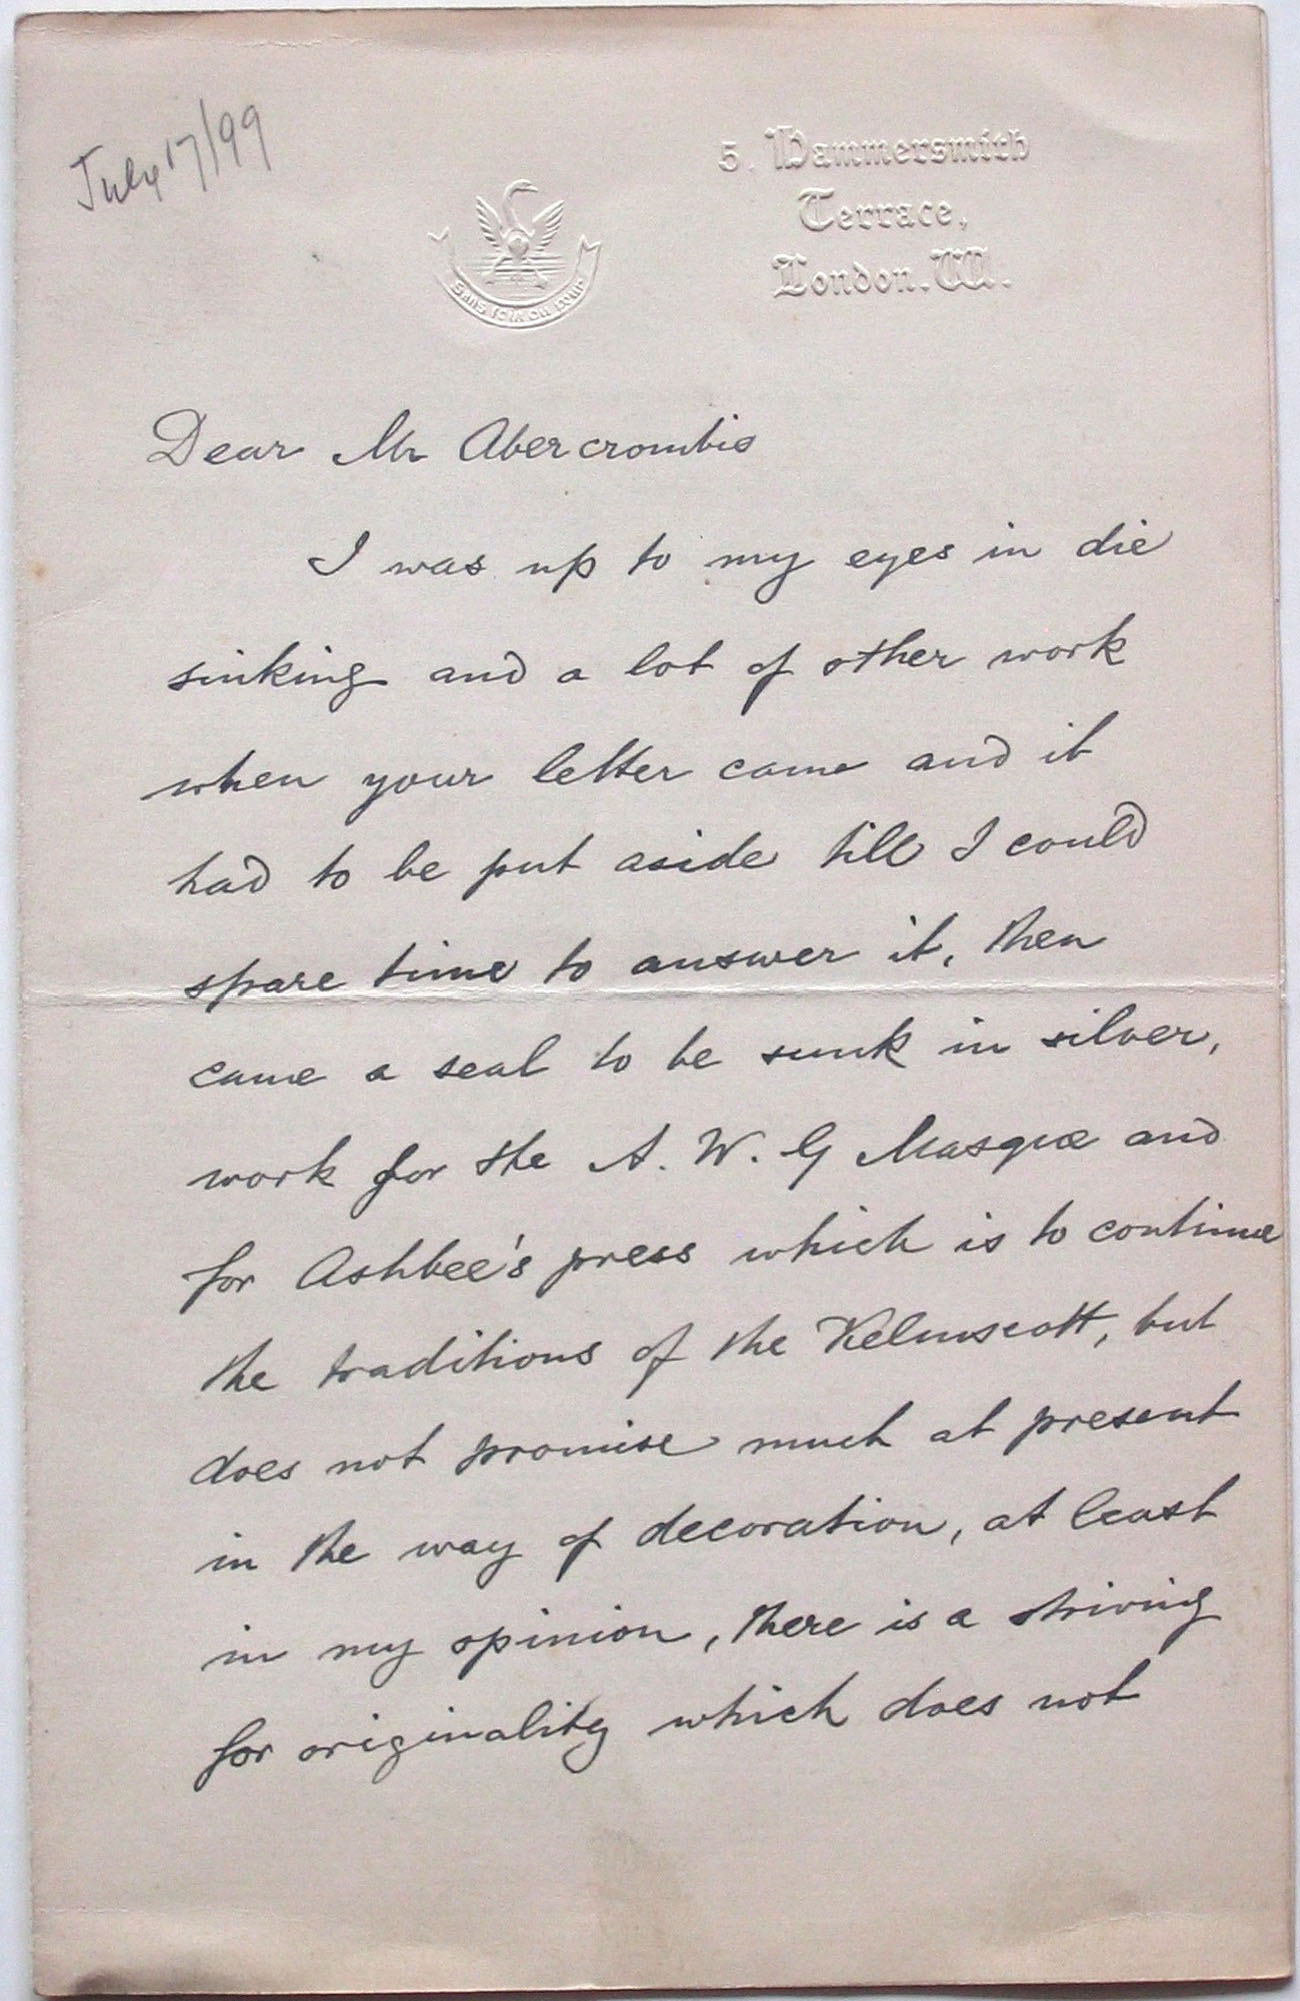 July 17/99
5. Hammersmith
Terrace,
London. W.
Dear Mr Abercrombie
I was up to my eyes in die
sinking and a lot of other work
when your letter came and it
had to be put aside till I could
spare time to answer it, then
came a seal to be sunk in silver,
work for the A. W. G Masque and
for Ashbee's press which is to continue
the traditions of the Kelmscott, but
does not promise much at present
in the way of decoration, at least
in my opinion, there is a striving
for originality which does not